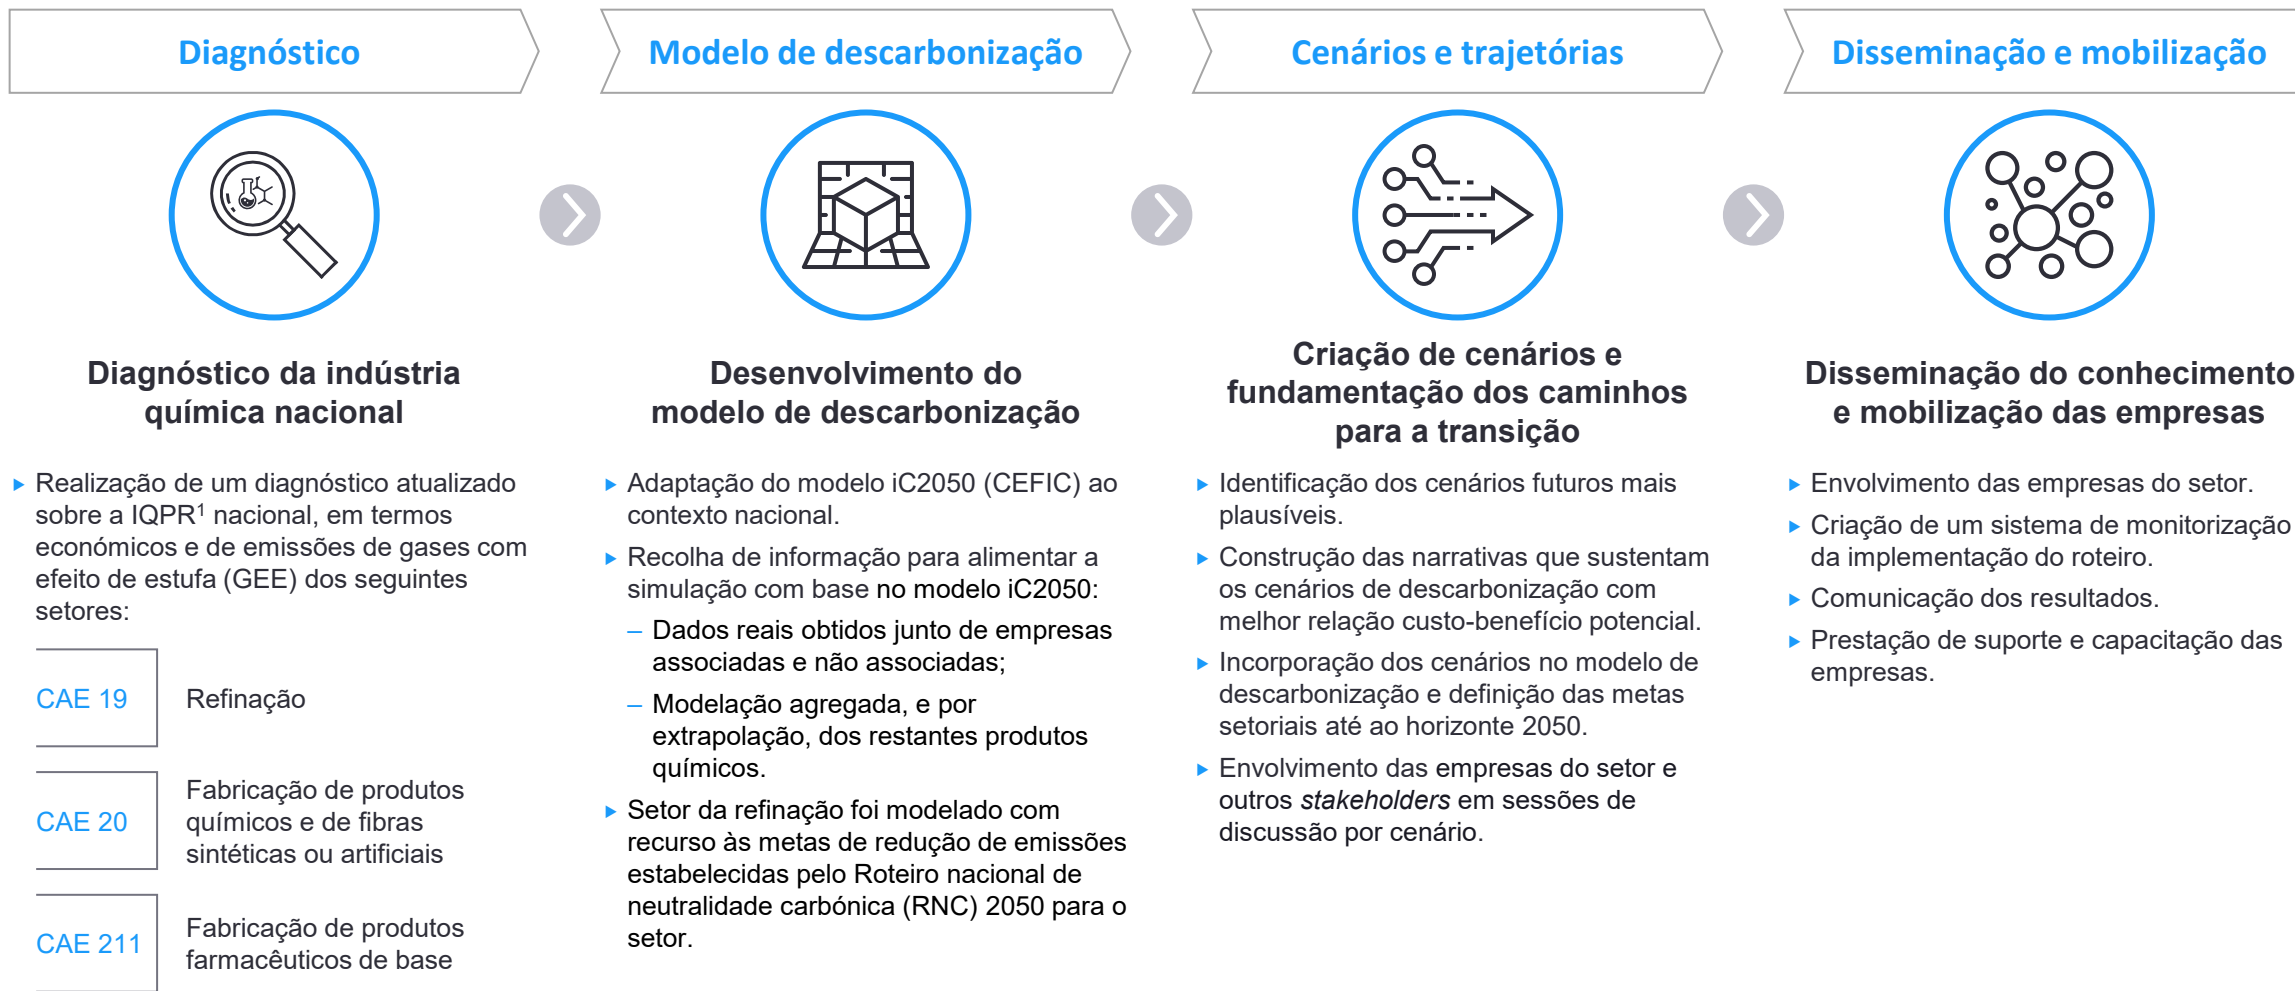 Diagnóstico
Modelo de descarbonização
Cenários e trajetórias
Disseminação e mobilização
Diagnóstico da indústria
química nacional
▸ Realização de um diagnóstico atualizado
sobre a IQPR¹ nacional, em termos
económicos e de emissões de gases com
efeito de estufa (GEE) dos seguintes
setores:
CAE 19
Refinação
CAE 20
Fabricação de produtos
químicos e de fibras
sintéticas ou artificiais
CAE 211
Fabricação de produtos
farmacêuticos de base
Desenvolvimento do
modelo de descarbonização
▸ Adaptação do modelo iC2050 (CEFIC) ao
contexto nacional.
▸ Recolha de informação para alimentar a
simulação com base no modelo iC2050:
– Dados reais obtidos junto de empresas
associadas e não associadas;
– Modelação agregada, e por
extrapolação, dos restantes produtos
químicos.
▸ Setor da refinação foi modelado com
recurso às metas de redução de emissões
estabelecidas pelo Roteiro nacional de
neutralidade carbónica (RNC) 2050 para o
setor.
Criação de cenários e
fundamentação dos caminhos
para a transição
▸ Identificação dos cenários futuros mais
plausíveis.
▸ Construção das narrativas que sustentam
os cenários de descarbonização com
melhor relação custo-benefício potencial.
▸ Incorporação dos cenários no modelo de
descarbonização e definição das metas
setoriais até ao horizonte 2050.
▸ Envolvimento das empresas do setor e
outros stakeholders em sessões de
discussão por cenário.
Disseminação do conhecimento
e mobilização das empresas
▸ Envolvimento das empresas do setor.
▸ Criação de um sistema de monitorização
da implementação do roteiro.
▸ Comunicação dos resultados.
▸ Prestação de suporte e capacitação das
empresas.